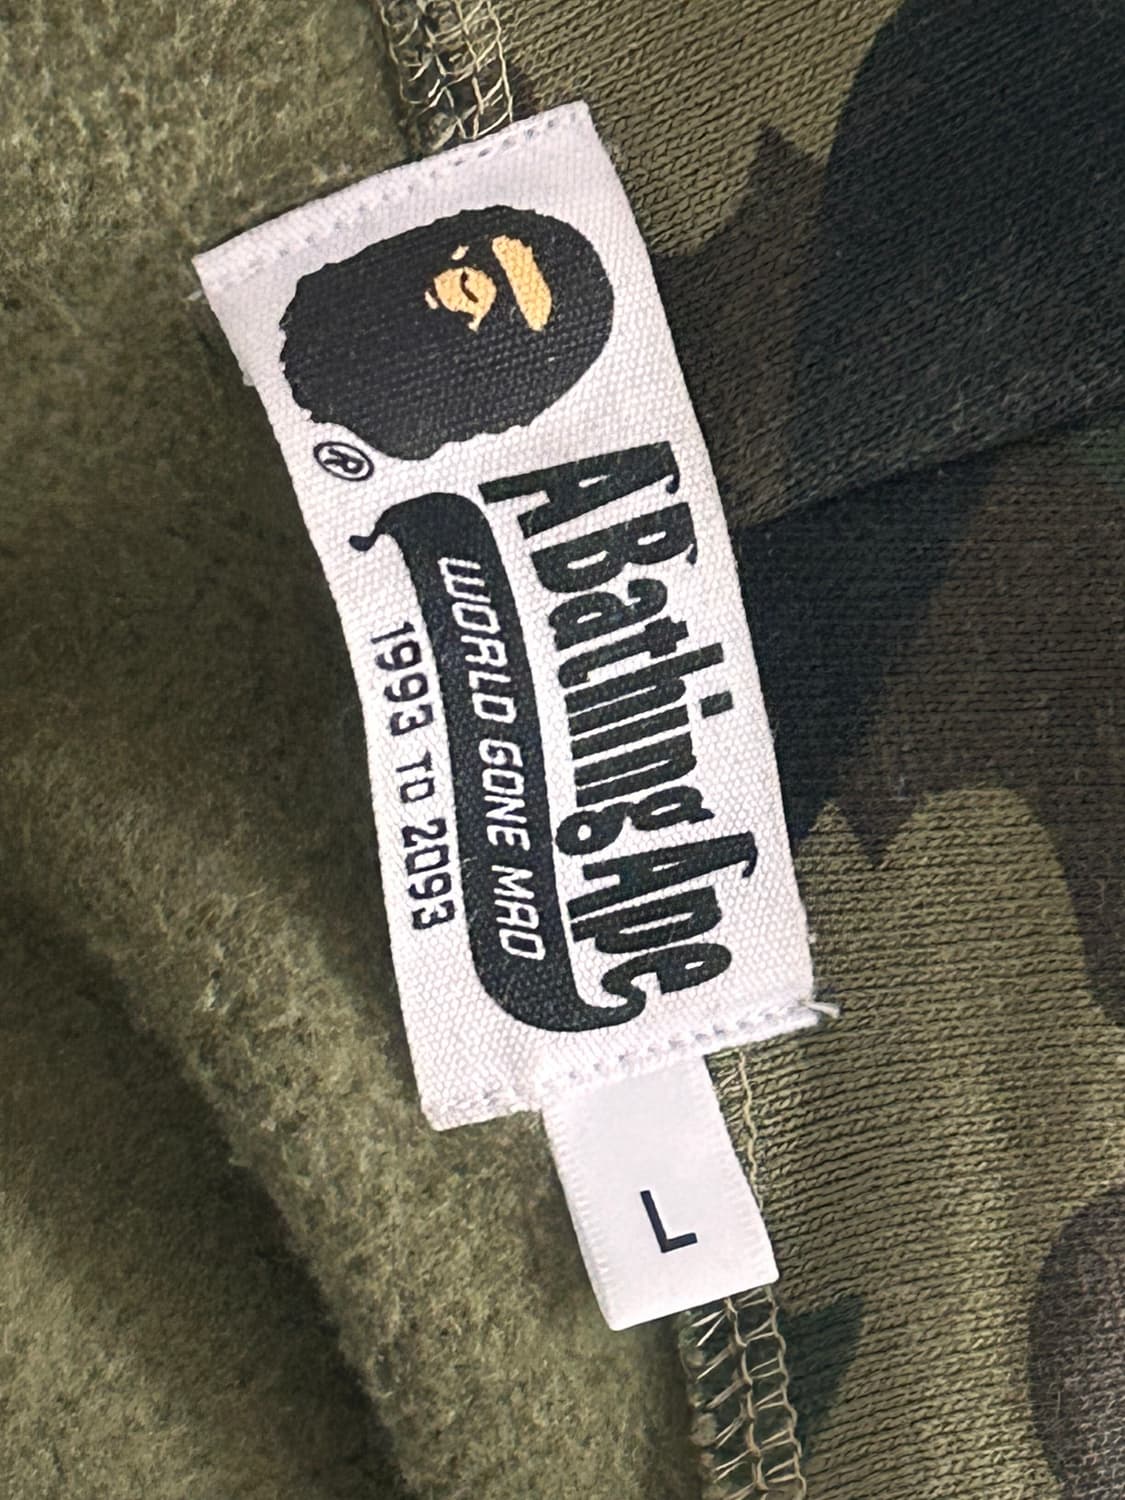 ®
A Bathing Ape
WORLD GONE MAD
1993 TO 2093
L